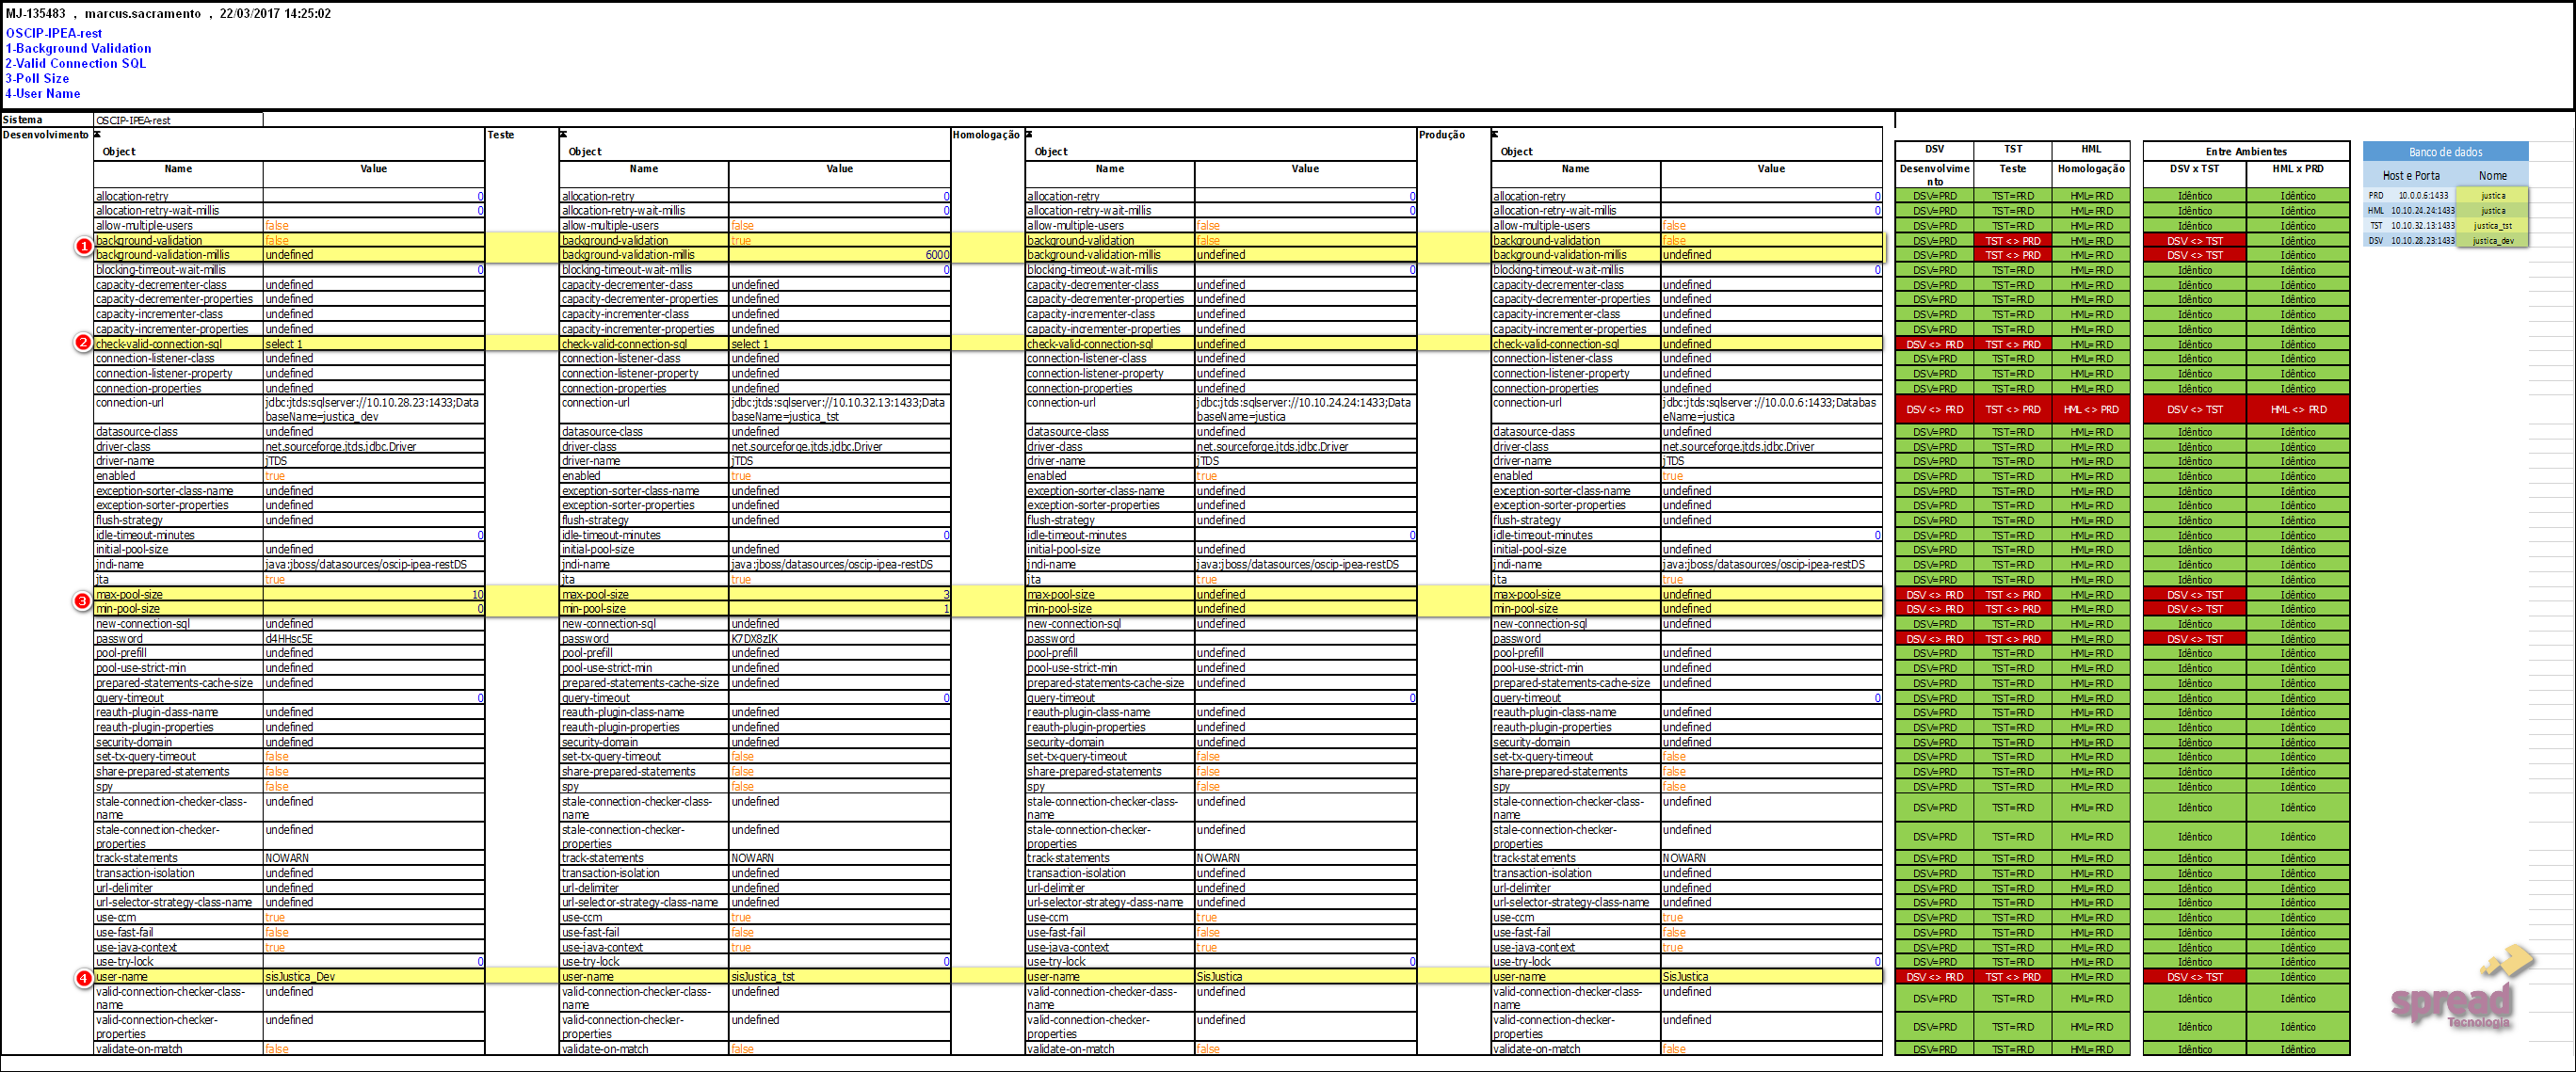 MJ-135483 , marcus.sacramento , 22/03/2017 14:25:02
OSCIP-IPEA-rest
1-Background Validation
2-Valid Connection SQL
3-Poll Size
4-User Name
Sistema OSCIP-IPEA-rest
Desenvolvimento Teste Homologação Produção
Object Object Object Object DSV TST HML Entre Ambientes Banco de dados
Name Value Name Value Name Value Name Value Desenvolvimento Teste Homologação DSV x TST HML x PRD Host e Porta Nome
allocation-retry 0 allocation-retry 0 allocation-retry 0 allocation-retry 0 DSV=PRD TST=PRD HML=PRD Idêntico Idêntico PRD 10.0.0.6:1433 justica
allocation-retry-wait-millis 0 allocation-retry-wait-millis 0 allocation-retry-wait-millis 0 allocation-retry-wait-millis 0 DSV=PRD TST=PRD HML=PRD Idêntico Idêntico HML 10.10.24.24:1433 justica
allow-multiple-users false allow-multiple-users false allow-multiple-users false allow-multiple-users false DSV=PRD TST=PRD HML=PRD Idêntico Idêntico TST 10.10.32.13:1433 justica_tst
1 background-validation false background-validation true background-validation false background-validation false DSV=PRD TST <> PRD HML=PRD DSV <> TST Idêntico DSV 10.10.28.23:1433 justica_dev
background-validation-millis undefined background-validation-millis 6000 background-validation-millis undefined background-validation-millis undefined DSV=PRD TST <> PRD HML=PRD DSV <> TST Idêntico
blocking-timeout-wait-millis 0 blocking-timeout-wait-millis 0 blocking-timeout-wait-millis 0 blocking-timeout-wait-millis 0 DSV=PRD TST=PRD HML=PRD Idêntico Idêntico
capacity-decrementer-class undefined capacity-decrementer-class undefined capacity-decrementer-class undefined capacity-decrementer-class undefined DSV=PRD TST=PRD HML=PRD Idêntico Idêntico
capacity-decrementer-properties undefined capacity-decrementer-properties undefined capacity-decrementer-properties undefined capacity-decrementer-properties undefined DSV=PRD TST=PRD HML=PRD Idêntico Idêntico
capacity-incrementer-class undefined capacity-incrementer-class undefined capacity-incrementer-class undefined capacity-incrementer-class undefined DSV=PRD TST=PRD HML=PRD Idêntico Idêntico
capacity-incrementer-properties undefined capacity-incrementer-properties undefined capacity-incrementer-properties undefined capacity-incrementer-properties undefined DSV=PRD TST=PRD HML=PRD Idêntico Idêntico
2 check-valid-connection-sql select 1 check-valid-connection-sql select 1 check-valid-connection-sql undefined check-valid-connection-sql undefined DSV <> PRD TST <> PRD HML=PRD Idêntico Idêntico
connection-listener-class undefined connection-listener-class undefined connection-listener-class undefined connection-listener-class undefined DSV=PRD TST=PRD HML=PRD Idêntico Idêntico
connection-listener-property undefined connection-listener-property undefined connection-listener-property undefined connection-listener-property undefined DSV=PRD TST=PRD HML=PRD Idêntico Idêntico
connection-properties undefined connection-properties undefined connection-properties undefined connection-properties undefined DSV=PRD TST=PRD HML=PRD Idêntico Idêntico
connection-url jdbc:jtds:sqlserver://10.10.28.23:1433;DatabaseName=justica_dev connection-url jdbc:jtds:sqlserver://10.10.32.13:1433;DatabaseName=justica_tst connection-url jdbc:jtds:sqlserver://10.10.24.24:1433;DatabaseName=justica connection-url jdbc:jtds:sqlserver://10.0.0.6:1433;DatabaseName=justica DSV <> PRD TST <> PRD HML <> PRD DSV <> TST HML <> PRD
datasource-class undefined datasource-class undefined datasource-class undefined datasource-class undefined DSV=PRD TST=PRD HML=PRD Idêntico Idêntico
driver-class net.sourceforge.jtds.jdbc.Driver driver-class net.sourceforge.jtds.jdbc.Driver driver-class net.sourceforge.jtds.jdbc.Driver driver-class net.sourceforge.jtds.jdbc.Driver DSV=PRD TST=PRD HML=PRD Idêntico Idêntico
driver-name jTDS driver-name jTDS driver-name jTDS driver-name jTDS DSV=PRD TST=PRD HML=PRD Idêntico Idêntico
enabled true enabled true enabled true enabled true DSV=PRD TST=PRD HML=PRD Idêntico Idêntico
exception-sorter-class-name undefined exception-sorter-class-name undefined exception-sorter-class-name undefined exception-sorter-class-name undefined DSV=PRD TST=PRD HML=PRD Idêntico Idêntico
exception-sorter-properties undefined exception-sorter-properties undefined exception-sorter-properties undefined exception-sorter-properties undefined DSV=PRD TST=PRD HML=PRD Idêntico Idêntico
flush-strategy undefined flush-strategy undefined flush-strategy undefined flush-strategy undefined DSV=PRD TST=PRD HML=PRD Idêntico Idêntico
idle-timeout-minutes 0 idle-timeout-minutes 0 idle-timeout-minutes 0 idle-timeout-minutes 0 DSV=PRD TST=PRD HML=PRD Idêntico Idêntico
initial-pool-size undefined initial-pool-size undefined initial-pool-size undefined initial-pool-size undefined DSV=PRD TST=PRD HML=PRD Idêntico Idêntico
jndi-name java:jboss/datasources/oscip-ipea-restDS jndi-name java:jboss/datasources/oscip-ipea-restDS jndi-name java:jboss/datasources/oscip-ipea-restDS jndi-name java:jboss/datasources/oscip-ipea-restDS DSV=PRD TST=PRD HML=PRD Idêntico Idêntico
jta true jta true jta true jta true DSV=PRD TST=PRD HML=PRD Idêntico Idêntico
3 max-pool-size 10 max-pool-size 3 max-pool-size undefined max-pool-size undefined DSV <> PRD TST <> PRD HML=PRD DSV <> TST Idêntico
min-pool-size 0 min-pool-size 1 min-pool-size undefined min-pool-size undefined DSV <> PRD TST <> PRD HML=PRD DSV <> TST Idêntico
new-connection-sql undefined new-connection-sql undefined new-connection-sql undefined new-connection-sql undefined DSV=PRD TST=PRD HML=PRD Idêntico Idêntico
password d4HHsc5E password K7DX8zIK password password DSV <> PRD TST <> PRD HML=PRD DSV <> TST Idêntico
pool-prefill undefined pool-prefill undefined pool-prefill undefined pool-prefill undefined DSV=PRD TST=PRD HML=PRD Idêntico Idêntico
pool-use-strict-min undefined pool-use-strict-min undefined pool-use-strict-min undefined pool-use-strict-min undefined DSV=PRD TST=PRD HML=PRD Idêntico Idêntico
prepared-statements-cache-size undefined prepared-statements-cache-size undefined prepared-statements-cache-size undefined prepared-statements-cache-size undefined DSV=PRD TST=PRD HML=PRD Idêntico Idêntico
query-timeout 0 query-timeout 0 query-timeout 0 query-timeout 0 DSV=PRD TST=PRD HML=PRD Idêntico Idêntico
reauth-plugin-class-name undefined reauth-plugin-class-name undefined reauth-plugin-class-name undefined reauth-plugin-class-name undefined DSV=PRD TST=PRD HML=PRD Idêntico Idêntico
reauth-plugin-properties undefined reauth-plugin-properties undefined reauth-plugin-properties undefined reauth-plugin-properties undefined DSV=PRD TST=PRD HML=PRD Idêntico Idêntico
security-domain undefined security-domain undefined security-domain undefined security-domain undefined DSV=PRD TST=PRD HML=PRD Idêntico Idêntico
set-tx-query-timeout false set-tx-query-timeout false set-tx-query-timeout false set-tx-query-timeout false DSV=PRD TST=PRD HML=PRD Idêntico Idêntico
share-prepared-statements false share-prepared-statements false share-prepared-statements false share-prepared-statements false DSV=PRD TST=PRD HML=PRD Idêntico Idêntico
spy false spy false spy false spy false DSV=PRD TST=PRD HML=PRD Idêntico Idêntico
stale-connection-checker-class-name undefined stale-connection-checker-class-name undefined stale-connection-checker-class-name undefined stale-connection-checker-class-name undefined DSV=PRD TST=PRD HML=PRD Idêntico Idêntico
stale-connection-checker-properties undefined stale-connection-checker-properties undefined stale-connection-checker-properties undefined stale-connection-checker-properties undefined DSV=PRD TST=PRD HML=PRD Idêntico Idêntico
track-statements NOWARN track-statements NOWARN track-statements NOWARN track-statements NOWARN DSV=PRD TST=PRD HML=PRD Idêntico Idêntico
transaction-isolation undefined transaction-isolation undefined transaction-isolation undefined transaction-isolation undefined DSV=PRD TST=PRD HML=PRD Idêntico Idêntico
url-delimiter undefined url-delimiter undefined url-delimiter undefined url-delimiter undefined DSV=PRD TST=PRD HML=PRD Idêntico Idêntico
url-selector-strategy-class-name undefined url-selector-strategy-class-name undefined url-selector-strategy-class-name undefined url-selector-strategy-class-name undefined DSV=PRD TST=PRD HML=PRD Idêntico Idêntico
use-ccm true use-ccm true use-ccm true use-ccm true DSV=PRD TST=PRD HML=PRD Idêntico Idêntico
use-fast-fail false use-fast-fail false use-fast-fail false use-fast-fail false DSV=PRD TST=PRD HML=PRD Idêntico Idêntico
use-java-context true use-java-context true use-java-context true use-java-context true DSV=PRD TST=PRD HML=PRD Idêntico Idêntico
use-try-lock 0 use-try-lock 0 use-try-lock 0 use-try-lock 0 DSV=PRD TST=PRD HML=PRD Idêntico Idêntico
4 user-name sisJustica_Dev user-name sisJustica_tst user-name SisJustica user-name SisJustica DSV <> PRD TST <> PRD HML=PRD DSV <> TST Idêntico
valid-connection-checker-class-name undefined valid-connection-checker-class-name undefined valid-connection-checker-class-name undefined valid-connection-checker-class-name undefined DSV=PRD TST=PRD HML=PRD Idêntico Idêntico
valid-connection-checker-properties undefined valid-connection-checker-properties undefined valid-connection-checker-properties undefined valid-connection-checker-properties undefined DSV=PRD TST=PRD HML=PRD Idêntico Idêntico
validate-on-match false validate-on-match false validate-on-match false validate-on-match false DSV=PRD TST=PRD HML=PRD Idêntico Idêntico
spread
Tecnologia